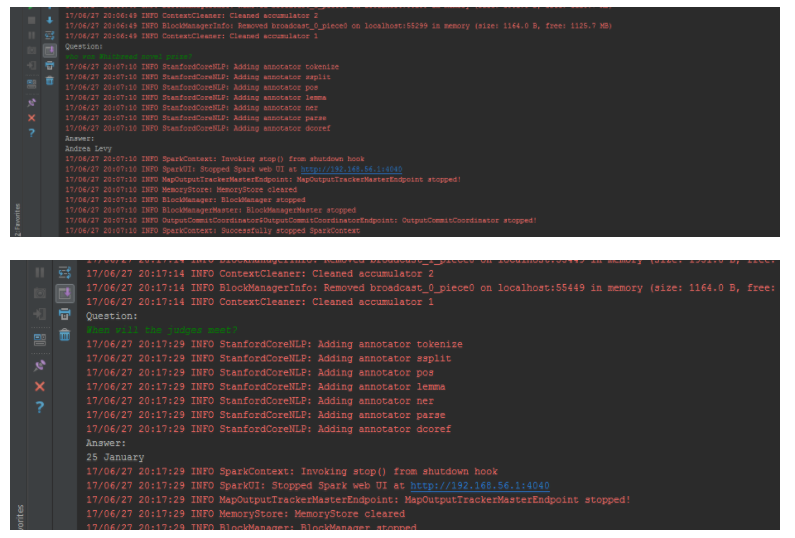 17/06/27 20:06:49 INFO ContextCleaner: Cleaned accumulator 2
17/06/27 20:06:49 INFO BlockManagerInfo: Removed broadcast_0_piece0 on localhost:55299 in memory (size: 1164.0 B, free: 1125.7 MB)
17/06/27 20:06:49 INFO ContextCleaner: Cleaned accumulator 1
Question:
who won Whitbread novel prize?
17/06/27 20:07:10 INFO StanfordCoreNLP: Adding annotator tokenize
17/06/27 20:07:10 INFO StanfordCoreNLP: Adding annotator ssplit
17/06/27 20:07:10 INFO StanfordCoreNLP: Adding annotator pos
17/06/27 20:07:10 INFO StanfordCoreNLP: Adding annotator lemma
17/06/27 20:07:10 INFO StanfordCoreNLP: Adding annotator ner
17/06/27 20:07:10 INFO StanfordCoreNLP: Adding annotator parse
17/06/27 20:07:10 INFO StanfordCoreNLP: Adding annotator dcoref
Answer:
Andrea Levy
17/06/27 20:07:10 INFO SparkContext: Invoking stop() from shutdown hook
17/06/27 20:07:10 INFO SparkUI: Stopped Spark web UI at http://192.168.56.1:4040
17/06/27 20:07:10 INFO MapOutputTrackerMasterEndpoint: MapOutputTrackerMasterEndpoint stopped!
17/06/27 20:07:10 INFO MemoryStore: MemoryStore cleared
17/06/27 20:07:10 INFO BlockManager: BlockManager stopped
17/06/27 20:07:10 INFO BlockManagerMaster: BlockManagerMaster stopped
17/06/27 20:07:10 INFO OutputCommitCoordinator$OutputCommitCoordinatorEndpoint: OutputCommitCoordinator stopped!
17/06/27 20:07:10 INFO SparkContext: Successfully stopped SparkContext
2: Favorites
17/06/27 20:17:14 INFO ContextCleaner: Cleaned accumulator 2
17/06/27 20:17:14 INFO BlockManagerInfo: Removed broadcast_0_piece0 on localhost:55449 in memory (size: 1164.0 B, free:
17/06/27 20:17:14 INFO ContextCleaner: Cleaned accumulator 1
Question:
When will the judges meet?
17/06/27 20:17:29 INFO StanfordCoreNLP: Adding annotator tokenize
17/06/27 20:17:29 INFO StanfordCoreNLP: Adding annotator ssplit
17/06/27 20:17:29 INFO StanfordCoreNLP: Adding annotator pos
17/06/27 20:17:29 INFO StanfordCoreNLP: Adding annotator lemma
17/06/27 20:17:29 INFO StanfordCoreNLP: Adding annotator ner
17/06/27 20:17:29 INFO StanfordCoreNLP: Adding annotator parse
17/06/27 20:17:29 INFO StanfordCoreNLP: Adding annotator dcoref
Answer:
25 January
17/06/27 20:17:29 INFO SparkContext: Invoking stop() from shutdown hook
17/06/27 20:17:29 INFO SparkUI: Stopped Spark web UI at http://192.168.56.1:4040
17/06/27 20:17:29 INFO MapOutputTrackerMasterEndpoint: MapOutputTrackerMasterEndpoint stopped!
17/06/27 20:17:29 INFO MemoryStore: MemoryStore cleared
17/06/27 20:17:29 INFO BlockManager: BlockManager stopped
vorites